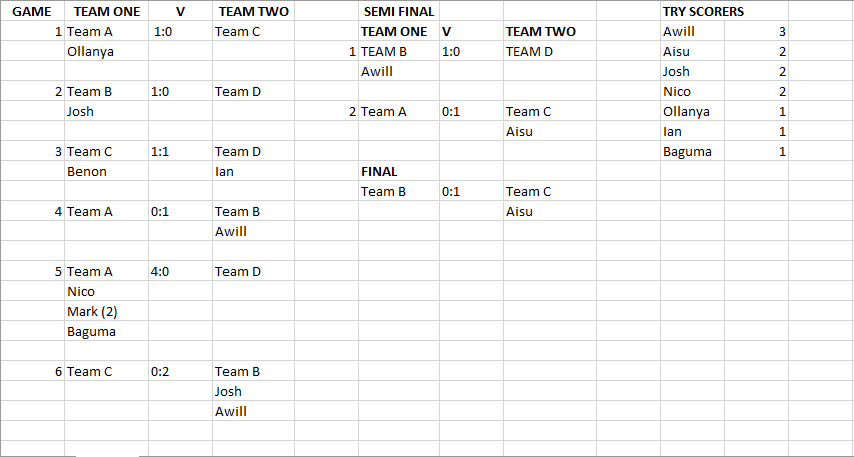 GAME TEAM ONE V TEAM TWO SEMI FINAL TRY SCORERS
1 Team A 1:0 Team C TEAM ONE V TEAM TWO Awill 3
Ollanya 1 TEAM B 1:0 TEAM D Aisu 2
Awill Josh 2
2 Team B 1:0 Team D Nico 2
Josh 2 Team A 0:1 Team C Ollanya 1
Aisu Ian 1
3 Team C 1:1 Team D Baguma 1
Benon Ian FINAL
Team B 0:1 Team C
4 Team A 0:1 Team B Aisu
Awill
5 Team A 4:0 Team D
Nico
Mark (2)
Baguma
6 Team C 0:2 Team B
Josh
Awill